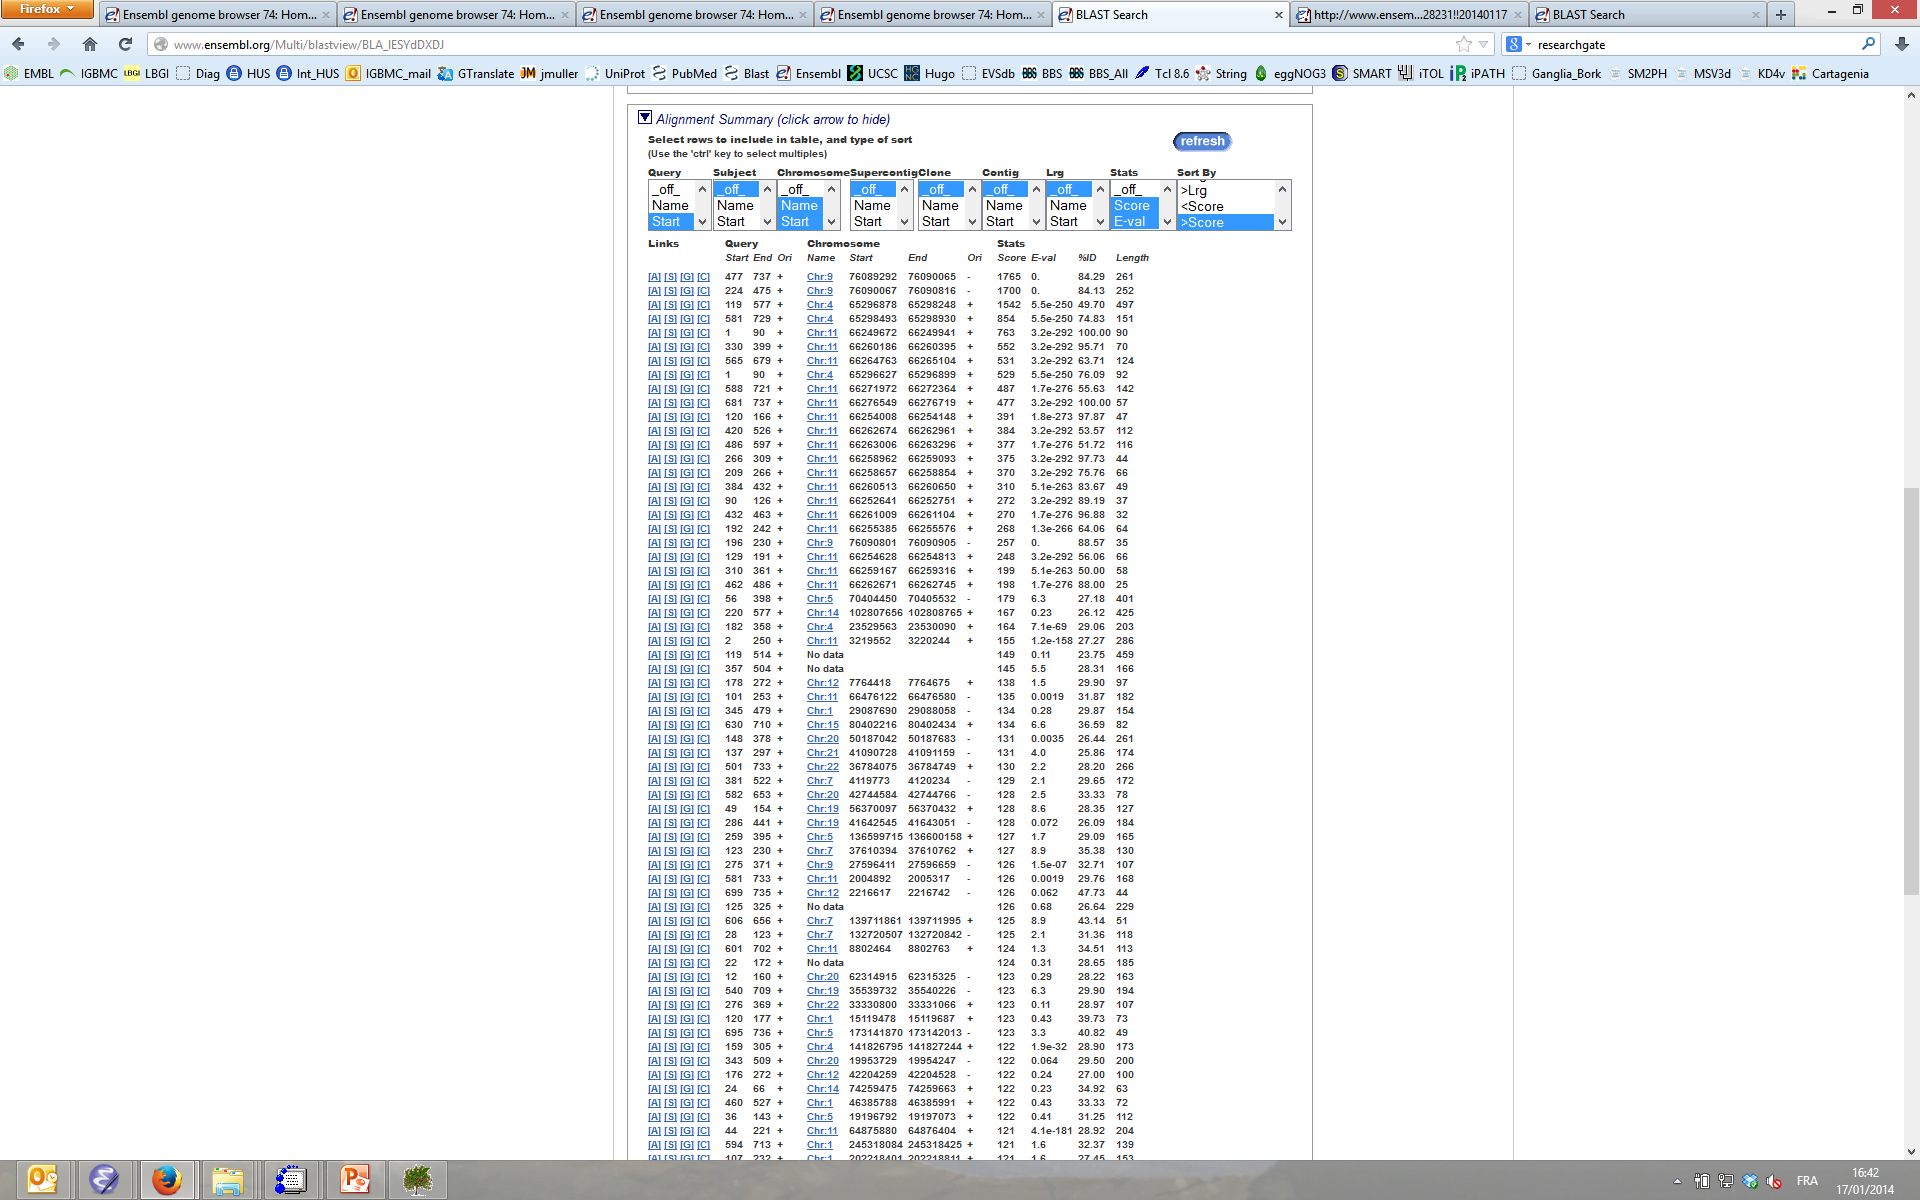 Firefox
Ensembl genome browser 74: Hom...
Ensembl genome browser 74: Hom...
Ensembl genome browser 74: Hom...
Ensembl genome browser 74: Hom...
BLAST Search
http://www.ensem...28231!!20140117
BLAST Search
www.ensembl.org/Multi/blastview/BLA_IESYdDXDJ
researchgate
EMBL IGBMC LBGI LBGI Diag HUS Int_HUS IGBMC_mail GTranslate JM jmuller UniProt PubMed Blast Ensembl UCSC Hugo EVSdb BBS BBS_All Tcl 8.6 String eggNOG3 SMART iTOL iPATH Ganglia_Bork SM2PH MSV3d KD4v Cartagenia
Alignment Summary (click arrow to hide)
Select rows to include in table, and type of sort
(Use the 'ctrl' key to select multiples)
refresh
Query Subject Chromosome Supercontig Clone Contig Lrg Stats Sort By
_off_ _off_ _off_ _off_ _off_ _off_ _off_ _off_ >Lrg
Name Name Name Name Name Name Name Score <Score
Start Start Start Start Start Start Start E-val >Score
Links Query Chromosome Stats
Start End Ori Name Start End Ori Score E-val %ID Length
[A] [S] [G] [C] 477 737 + Chr:9 76089292 76090065 - 1765 0. 84.29 261
[A] [S] [G] [C] 224 475 + Chr:9 76090067 76090816 - 1700 0. 84.13 252
[A] [S] [G] [C] 119 577 + Chr:4 65296878 65298248 + 1542 5.5e-250 49.70 497
[A] [S] [G] [C] 581 729 + Chr:4 65298493 65298930 + 854 5.5e-250 74.83 151
[A] [S] [G] [C] 1 90 + Chr:11 66249672 66249941 + 763 3.2e-292 100.00 90
[A] [S] [G] [C] 330 399 + Chr:11 66260186 66260395 + 552 3.2e-292 95.71 70
[A] [S] [G] [C] 565 679 + Chr:11 66264763 66265104 + 531 3.2e-292 63.71 124
[A] [S] [G] [C] 1 90 + Chr:4 65296627 65296899 + 529 5.5e-250 76.09 92
[A] [S] [G] [C] 588 721 + Chr:11 66271972 66272364 + 487 1.7e-276 55.63 142
[A] [S] [G] [C] 681 737 + Chr:11 66276549 66276719 + 477 3.2e-292 100.00 57
[A] [S] [G] [C] 120 166 + Chr:11 66254008 66254148 + 391 1.8e-273 97.87 47
[A] [S] [G] [C] 420 526 + Chr:11 66262674 66262961 + 384 3.2e-292 53.57 112
[A] [S] [G] [C] 486 597 + Chr:11 66263006 66263296 + 377 1.7e-276 51.72 116
[A] [S] [G] [C] 266 309 + Chr:11 66258962 66259093 + 375 3.2e-292 97.73 44
[A] [S] [G] [C] 209 266 + Chr:11 66258657 66258854 + 370 3.2e-292 75.76 66
[A] [S] [G] [C] 384 432 + Chr:11 66260513 66260650 + 310 5.1e-263 83.67 49
[A] [S] [G] [C] 90 126 + Chr:11 66252641 66252751 + 272 3.2e-292 89.19 37
[A] [S] [G] [C] 432 463 + Chr:11 66261009 66261104 + 270 1.7e-276 96.88 32
[A] [S] [G] [C] 192 242 + Chr:11 66255385 66255576 + 268 1.3e-266 64.06 64
[A] [S] [G] [C] 196 230 + Chr:9 76090801 76090905 - 257 0. 88.57 35
[A] [S] [G] [C] 129 191 + Chr:11 66254628 66254813 + 248 3.2e-292 56.06 66
[A] [S] [G] [C] 310 361 + Chr:11 66259167 66259316 + 199 5.1e-263 50.00 58
[A] [S] [G] [C] 462 486 + Chr:11 66262671 66262745 + 198 1.7e-276 88.00 25
[A] [S] [G] [C] 56 398 + Chr:5 70404450 70405532 - 179 6.3 27.18 401
[A] [S] [G] [C] 220 577 + Chr:14 102807656 102808765 + 167 0.23 26.12 425
[A] [S] [G] [C] 182 358 + Chr:4 23529563 23530090 + 164 7.1e-69 29.06 203
[A] [S] [G] [C] 2 250 + Chr:11 3219552 3220244 + 155 1.2e-158 27.27 286
[A] [S] [G] [C] 119 514 + No data 149 0.11 23.75 459
[A] [S] [G] [C] 357 504 + No data 145 5.5 28.31 166
[A] [S] [G] [C] 178 272 + Chr:12 7764418 7764675 + 138 1.5 29.90 97
[A] [S] [G] [C] 101 253 + Chr:11 66476122 66476580 - 135 0.0019 31.87 182
[A] [S] [G] [C] 345 479 + Chr:1 29087690 29088058 - 134 0.28 29.87 154
[A] [S] [G] [C] 630 710 + Chr:15 80402216 80402434 + 134 6.6 36.59 82
[A] [S] [G] [C] 148 378 + Chr:20 50187042 50187683 - 131 0.0035 26.44 261
[A] [S] [G] [C] 137 297 + Chr:21 41090728 41091159 - 131 4.0 25.86 174
[A] [S] [G] [C] 501 733 + Chr:22 36784075 36784749 + 130 2.2 28.20 266
[A] [S] [G] [C] 381 522 + Chr:7 4119773 4120234 - 129 2.1 29.65 172
[A] [S] [G] [C] 582 653 + Chr:20 42744584 42744766 - 128 2.5 33.33 78
[A] [S] [G] [C] 49 154 + Chr:19 56370097 56370432 + 128 8.6 28.35 127
[A] [S] [G] [C] 286 441 + Chr:19 41642545 41643051 - 128 0.072 26.09 184
[A] [S] [G] [C] 259 395 + Chr:5 136599715 136600158 + 127 1.7 29.09 165
[A] [S] [G] [C] 123 230 + Chr:7 37610394 37610762 + 127 8.9 35.38 130
[A] [S] [G] [C] 275 371 + Chr:9 27596411 27596659 - 126 1.5e-07 32.71 107
[A] [S] [G] [C] 581 733 + Chr:11 2004892 2005317 - 126 0.0019 29.76 168
[A] [S] [G] [C] 699 735 + Chr:12 2216617 2216742 - 126 0.062 47.73 44
[A] [S] [G] [C] 125 325 + No data 126 0.68 26.64 229
[A] [S] [G] [C] 606 656 + Chr:7 139711861 139711995 + 125 8.9 43.14 51
[A] [S] [G] [C] 28 123 + Chr:7 132720507 132720842 - 125 2.1 31.36 118
[A] [S] [G] [C] 601 702 + Chr:11 8802464 8802763 + 124 1.3 34.51 113
[A] [S] [G] [C] 22 172 + No data 124 0.31 28.65 185
[A] [S] [G] [C] 12 160 + Chr:20 62314915 62315325 - 123 0.29 28.22 163
[A] [S] [G] [C] 540 709 + Chr:19 35539732 35540226 - 123 6.3 29.90 194
[A] [S] [G] [C] 276 369 + Chr:22 33330800 33331066 + 123 0.11 28.97 107
[A] [S] [G] [C] 120 177 + Chr:1 15119478 15119687 + 123 0.43 39.73 73
[A] [S] [G] [C] 695 736 + Chr:5 173141870 173142013 - 123 3.3 40.82 49
[A] [S] [G] [C] 159 305 + Chr:4 141826795 141827244 + 122 1.9e-32 28.90 173
[A] [S] [G] [C] 343 509 + Chr:20 19953729 19954247 - 122 0.064 29.50 200
[A] [S] [G] [C] 176 272 + Chr:12 42204259 42204528 - 122 0.24 27.00 100
[A] [S] [G] [C] 24 66 + Chr:14 74259475 74259663 + 122 0.23 34.92 63
[A] [S] [G] [C] 460 527 + Chr:1 46385788 46385991 + 122 0.43 33.33 72
[A] [S] [G] [C] 36 143 + Chr:5 19196792 19197073 + 122 0.41 31.25 112
[A] [S] [G] [C] 44 221 + Chr:11 64875880 64876404 + 121 4.1e-181 28.92 204
[A] [S] [G] [C] 594 713 + Chr:1 245318084 245318425 + 121 1.6 32.37 139
[A] [S] [G] [C] 107 232 + Chr:1 202218401 202218811 + 121 1.6 27.45 153
FRA
16:42
17/01/2014